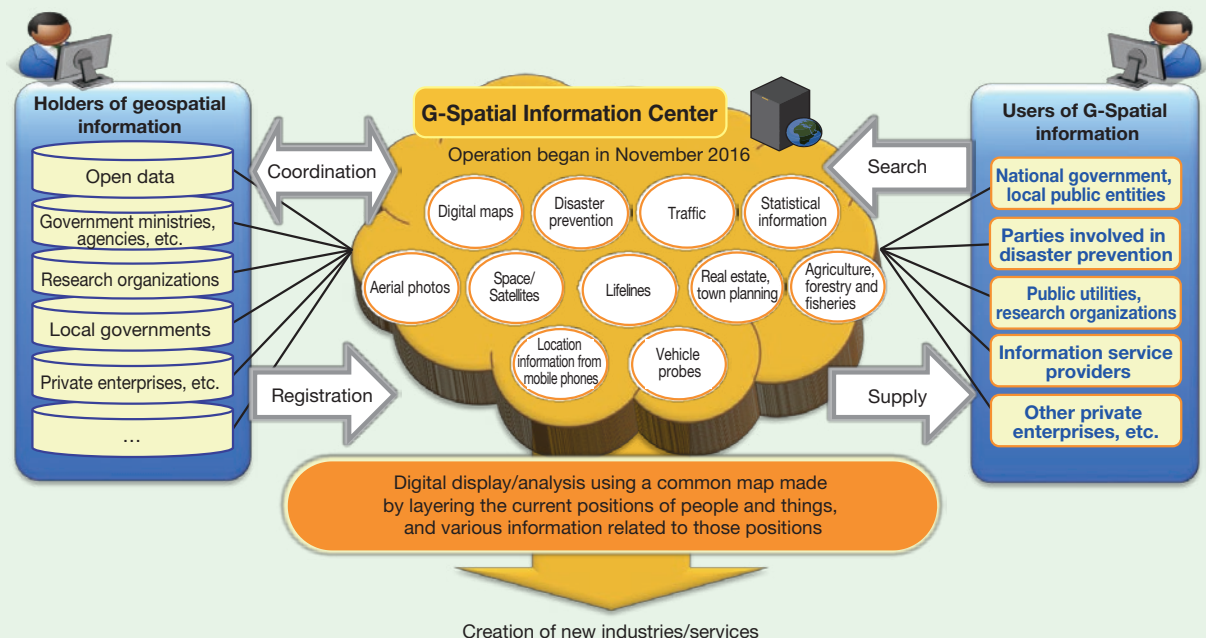 Holders of geospatial
information
Open data
Government ministries,
agencies, etc.
Research organizations
Local governments
Private enterprises, etc.
…
Coordination
Registration
G-Spatial Information Center
Operation began in November 2016
Digital maps
Disaster
prevention
Traffic
Statistical
information
Aerial photos
Space/
Satellites
Lifelines
Real estate,
town planning
Agriculture,
forestry and
fisheries
Location
information from
mobile phones
Vehicle
probes
Search
Supply
Users of G-Spatial
information
National government,
local public entities
Parties involved in
disaster prevention
Public utilities,
research organizations
Information service
providers
Other private
enterprises, etc.
Digital display/analysis using a common map made
by layering the current positions of people and things,
and various information related to those positions
Creation of new industries/services